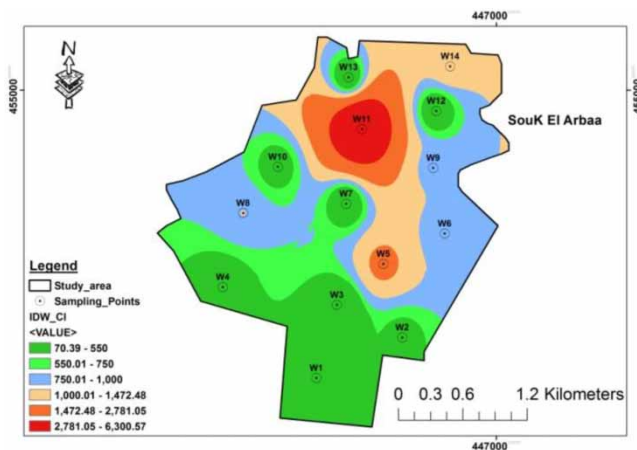 447000
N
455000
455000
W13
W14
W12
W11
SouK El Arbaa
W10
W9
W7
W8
W6
W5
W4
W3
W2
W1
Legend
Study_area
Sampling_Points
IDW_Cl
<VALUE>
70.39 - 550
550.01 - 750
750.01 - 1,000
1,000.01 - 1,472.48
1,472.48 - 2,781.05
2,781.05 - 6,300.57
0 0.3 0.6 1.2 Kilometers
447000